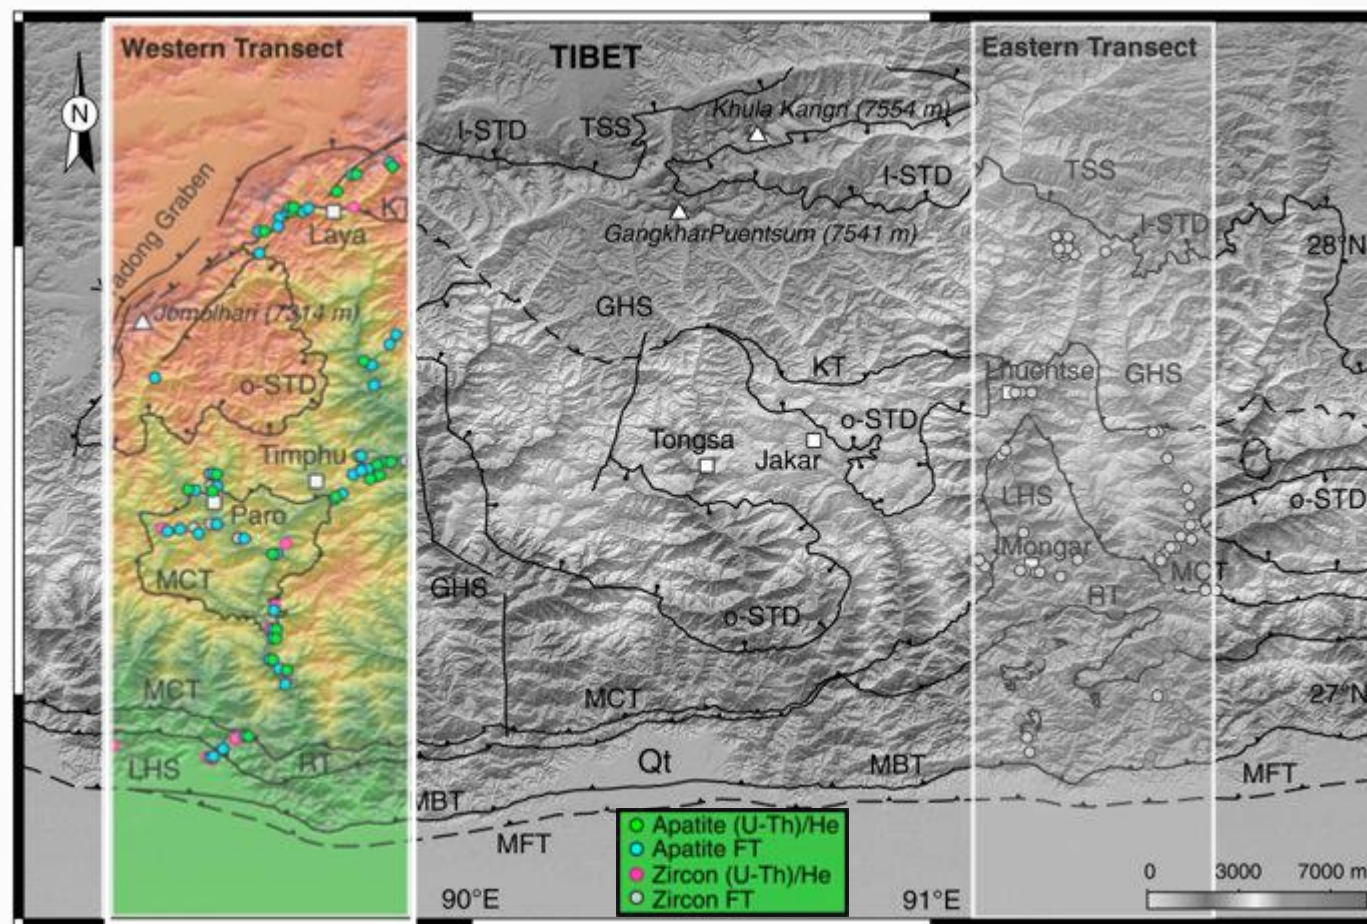 Western Transect
TIBET
Eastern Transect
N
Khula Kangri (7554 m)
l-STD
TSS
TSS
l-STD
adong Graben
KT
Laya
GangkharPuentsum (7541 m)
l-STD
28°N
Jomolhari (7314 m)
GHS
o-STD
KT
Lhuentse
GHS
o-STD
Timphu
Tongsa
Jakar
LHS
o-STD
Paro
Mongar
MCT
GHS
MCT
RT
o-STD
MCT
MCT
27°N
LHS
RT
Qt
MBT
MFT
MBT
MFT
Apatite (U-Th)/He
Apatite FT
Zircon (U-Th)/He
Zircon FT
0 3000 7000 m
90°E
91°E